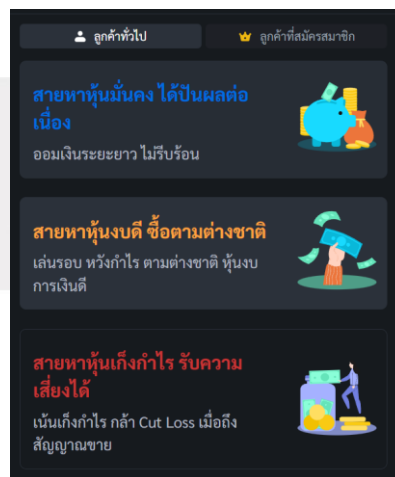 ลูกค้าทั่วไป
ลูกค้าที่สมัครสมาชิก
สายหาหุ้นมั่นคง ได้ปันผลต่อ
เนื่อง
ออมเงินระยะยาว ไม่รีบร้อน
สายหาหุ้นงบดี ซื้อตามต่างชาติ
เล่นรอบ หวังกำไร ตามต่างชาติ หุ้นงบ
การเงินดี
สายหาหุ้นเก็งกำไร รับความ
เสี่ยงได้
เน้นเก็งกำไร กล้า Cut Loss เมื่อถึง
สัญญาณขาย